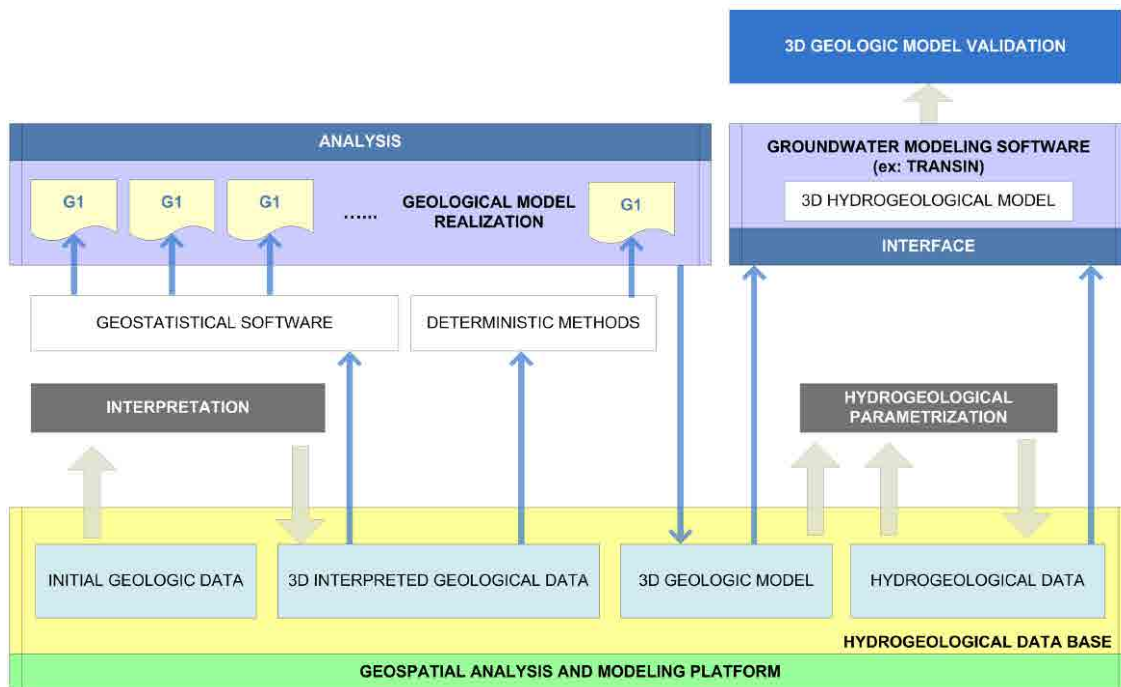 3D GEOLOGIC MODEL VALIDATION
ANALYSIS
G1
G1
G1
......
GEOLOGICAL MODEL
REALIZATION
G1
GROUNDWATER MODELING SOFTWARE
(ex: TRANSIN)
3D HYDROGEOLOGICAL MODEL
INTERFACE
GEOSTATISTICAL SOFTWARE
DETERMINISTIC METHODS
INTERPRETATION
HYDROGEOLOGICAL
PARAMETRIZATION
INITIAL GEOLOGIC DATA
3D INTERPRETED GEOLOGICAL DATA
3D GEOLOGIC MODEL
HYDROGEOLOGICAL DATA
HYDROGEOLOGICAL DATA BASE
GEOSPATIAL ANALYSIS AND MODELING PLATFORM